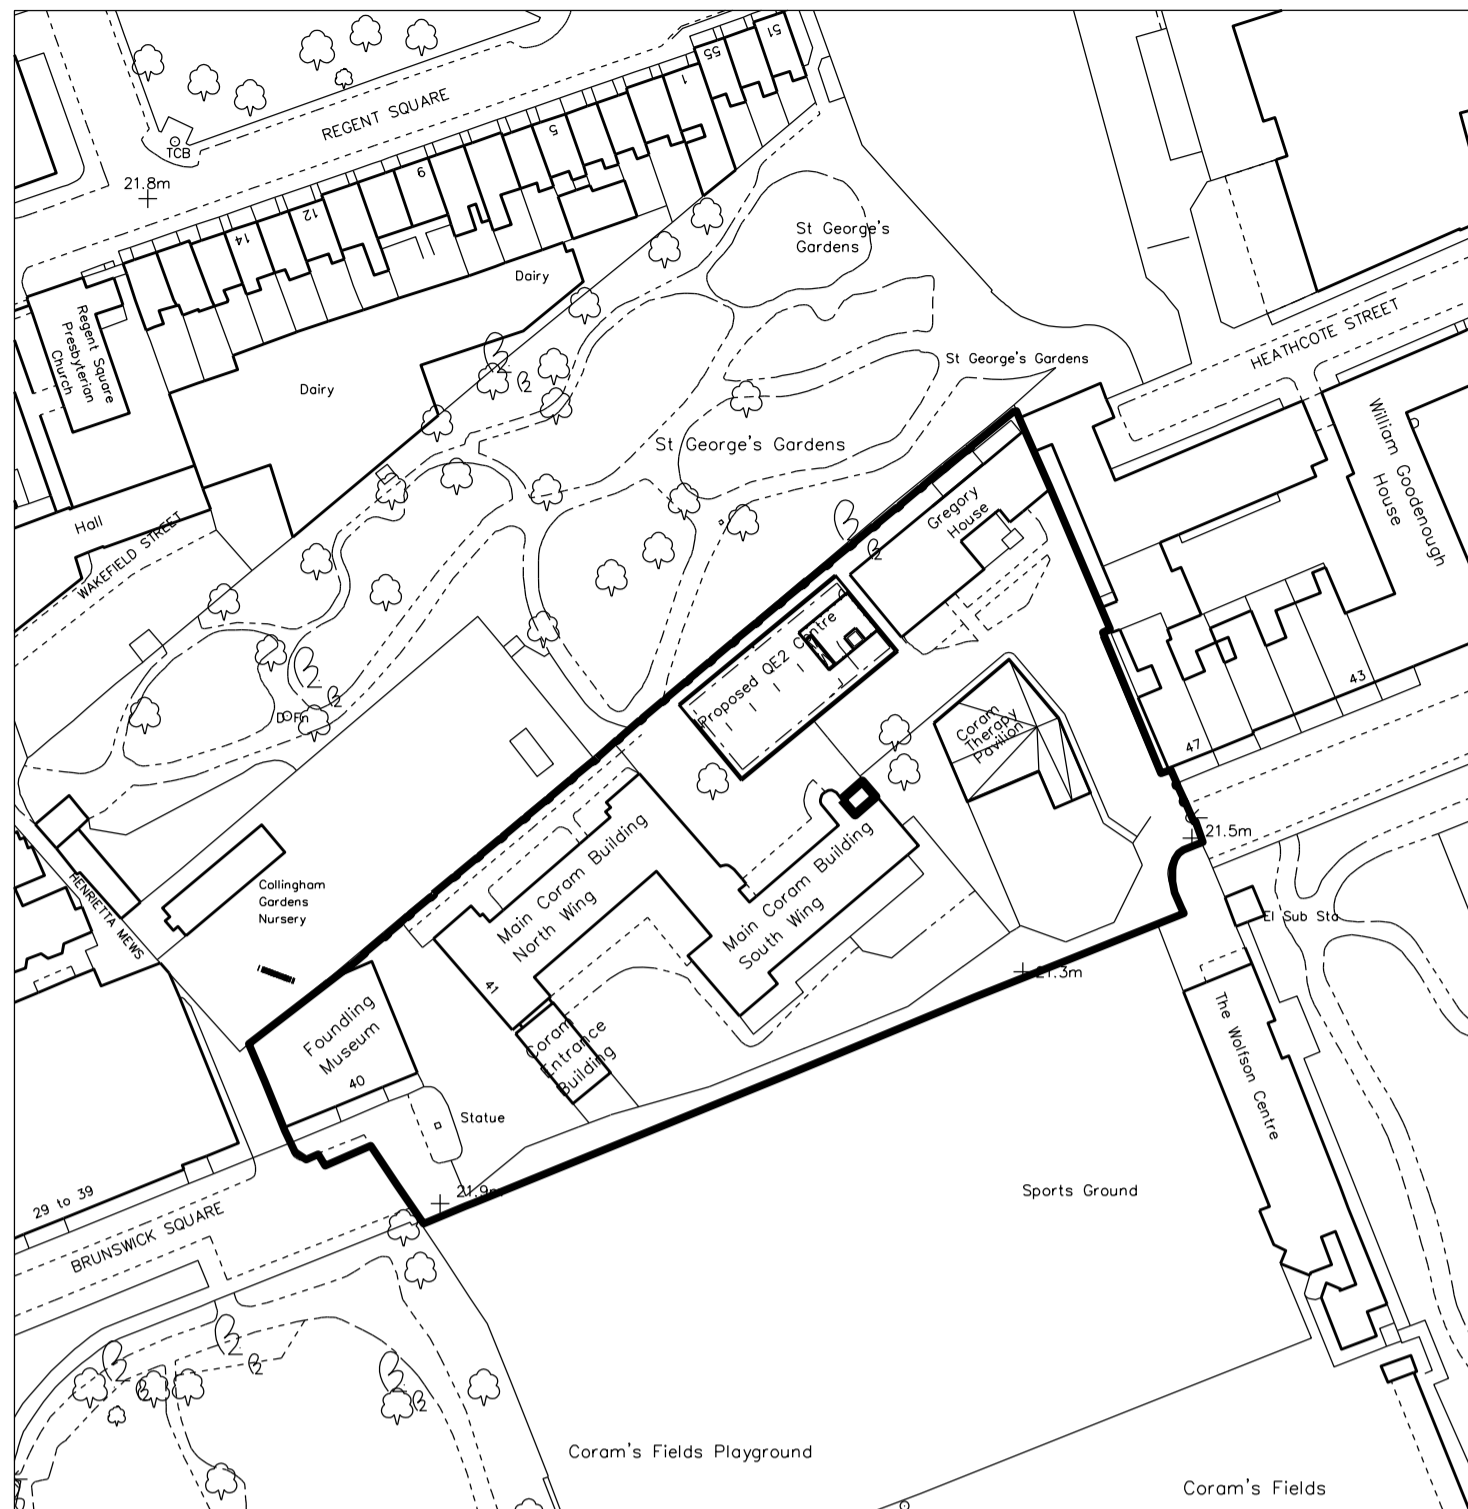 51
55
1
REGENT SQUARE
5
TCB
9
21.8m
12
14
St George's
Gardens
Dairy
Regent Square
Presbyterian
Church
Dairy
St George's Gardens
HEATHCOTE STREET
St George's Gardens
William Goodenough
House
Gregory
House
Hall
WAKEFIELD STREET
Proposed QE2 Centre
43
47
Coram
Therapy
Pavilion
21.5m
Main Coram Building
North Wing
Main Coram Building
South Wing
Collingham
Gardens
Nursery
HENRIETTA MEWS
El Sub Sta
21.3m
41
Foundling
Museum
40
Coram
Entrance
Building
The Wolfson Centre
Statue
21.9m
Sports Ground
29 to 39
BRUNSWICK SQUARE
Coram's Fields Playground
Coram's Fields